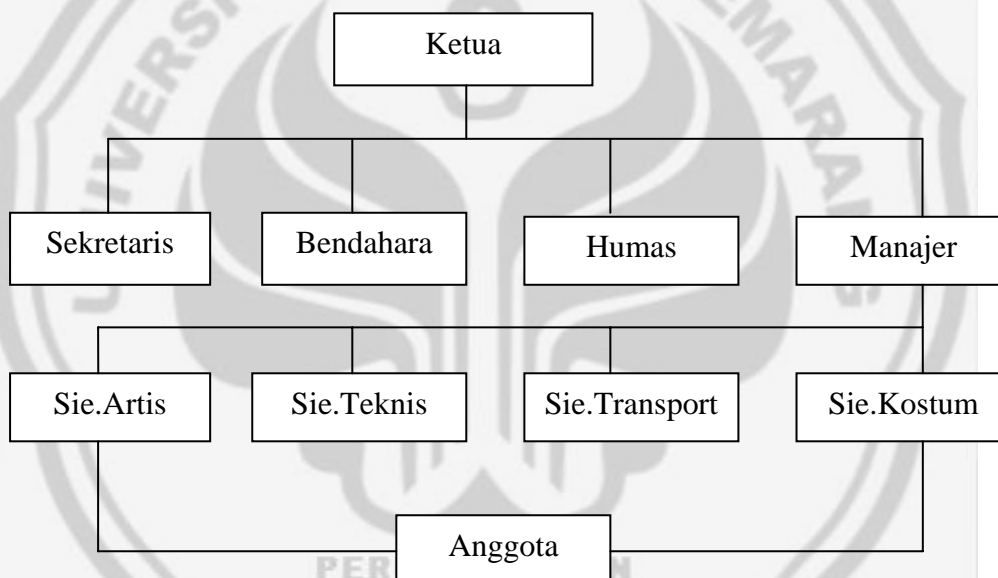 Ketua
Sekretaris
Bendahara
Humas
Manajer
Sie.Artis
Sie.Teknis
Sie.Transport
Sie.Kostum
Anggota